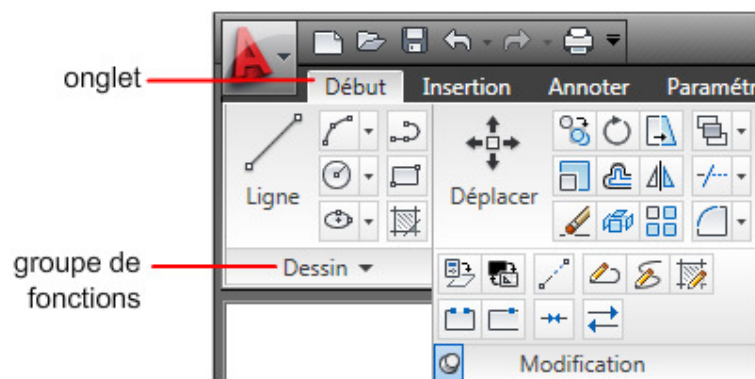 onglet
Début Insertion Annoter Paramétr
Ligne
Déplacer
groupe de
fonctions
Dessin
Modification